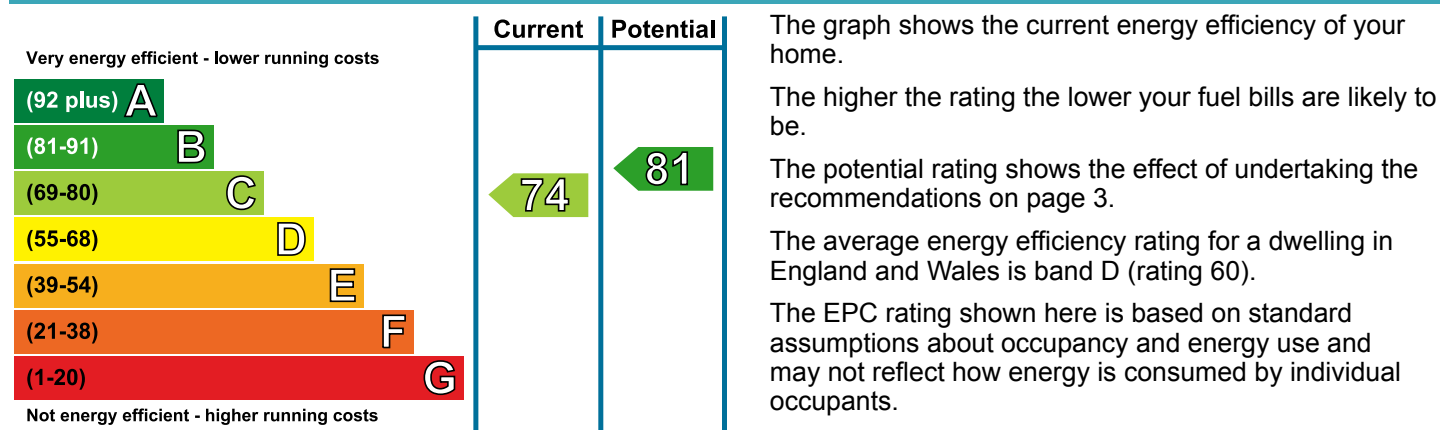 Current Potential
Very energy efficient - lower running costs
(92 plus) A
(81-91) B
(69-80) C
(55-68) D
(39-54) E
(21-38) F
(1-20) G
Not energy efficient - higher running costs
74
81
The graph shows the current energy efficiency of your
home.
The higher the rating the lower your fuel bills are likely to
be.
The potential rating shows the effect of undertaking the
recommendations on page 3.
The average energy efficiency rating for a dwelling in
England and Wales is band D (rating 60).
The EPC rating shown here is based on standard
assumptions about occupancy and energy use and
may not reflect how energy is consumed by individual
occupants.